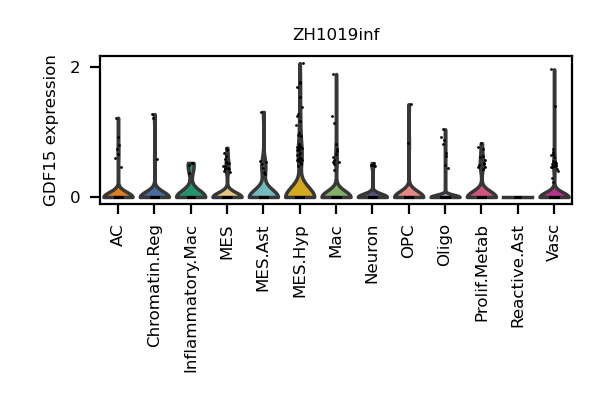 ZH1019inf
GDF15 expression
2
0
AC
Chromatin.Reg
Inflammatory.Mac
MES
MES.Ast
MES.Hyp
Mac
Neuron
OPC
Oligo
Prolif.Metab
Reactive.Ast
Vasc